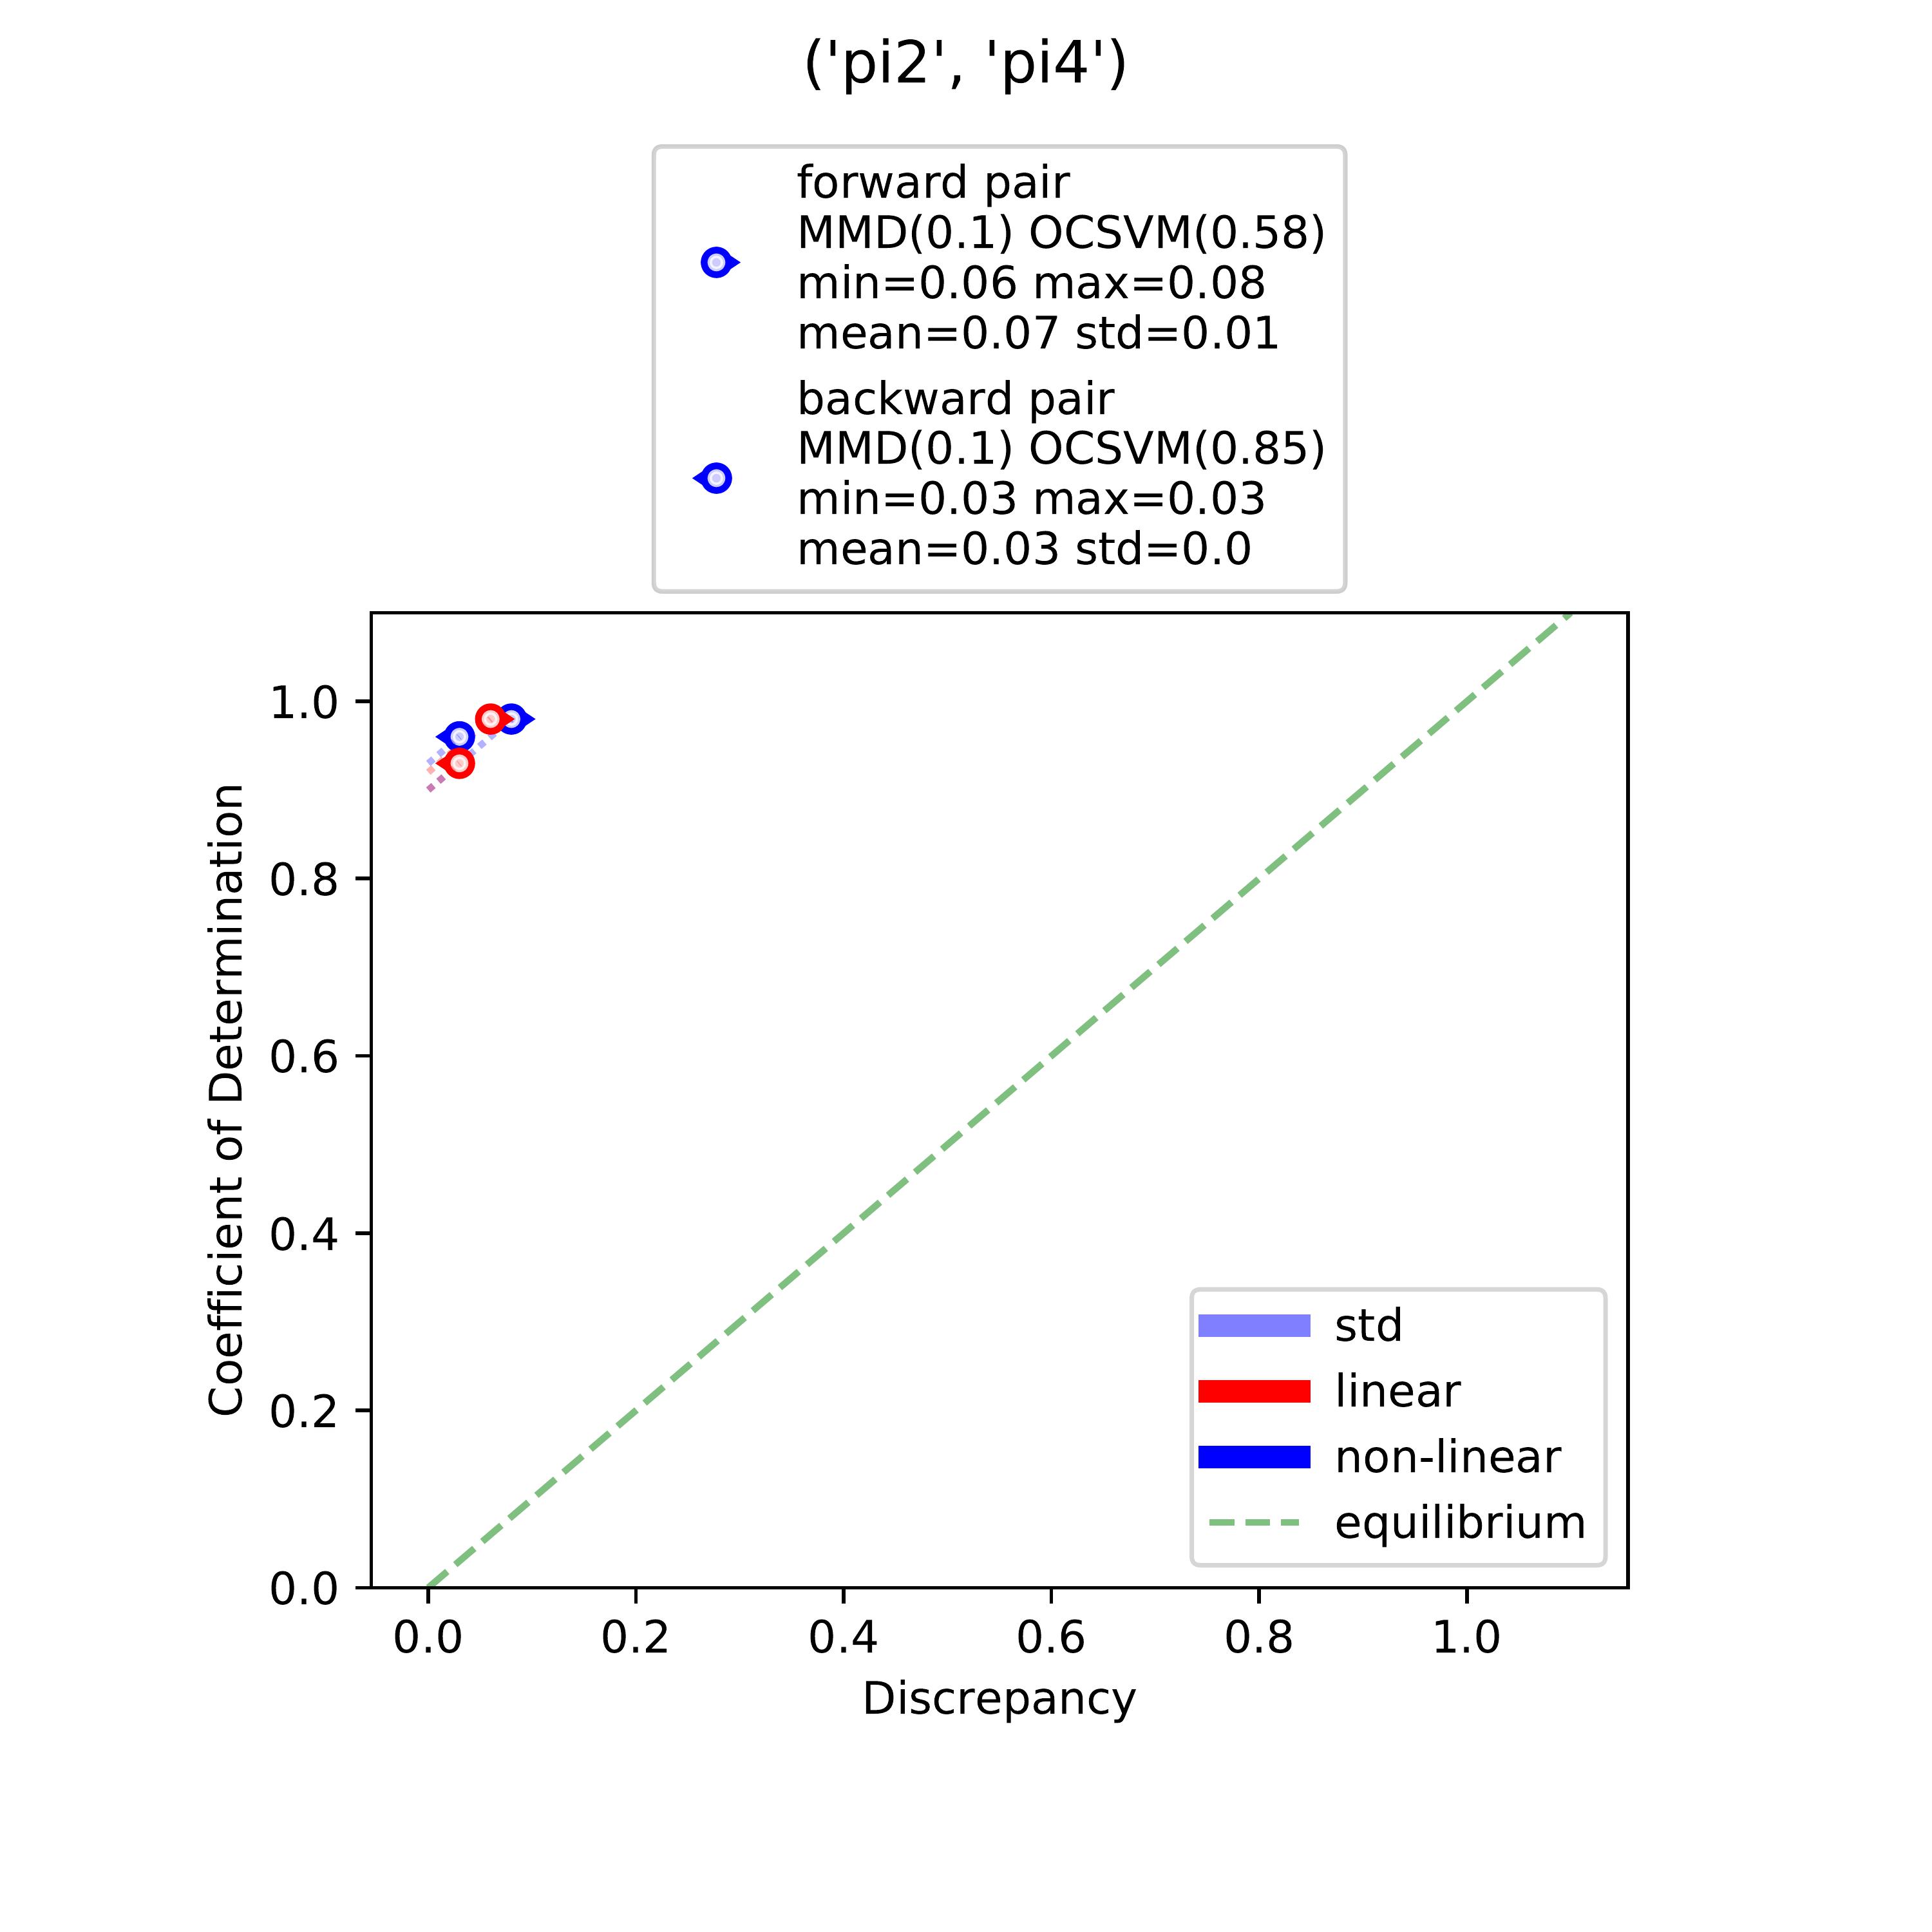 ('pi2', 'pi4')
forward pair
MMD(0.1) OCSVM(0.58)
min=0.06 max=0.08
mean=0.07 std=0.01
backward pair
MMD(0.1) OCSVM(0.85)
min=0.03 max=0.03
mean=0.03 std=0.0
Coefficient of Determination
1.0
0.8
0.6
0.4
0.2
0.0
std
linear
non-linear
equilibrium
0.0 0.2 0.4 0.6 0.8 1.0
Discrepancy